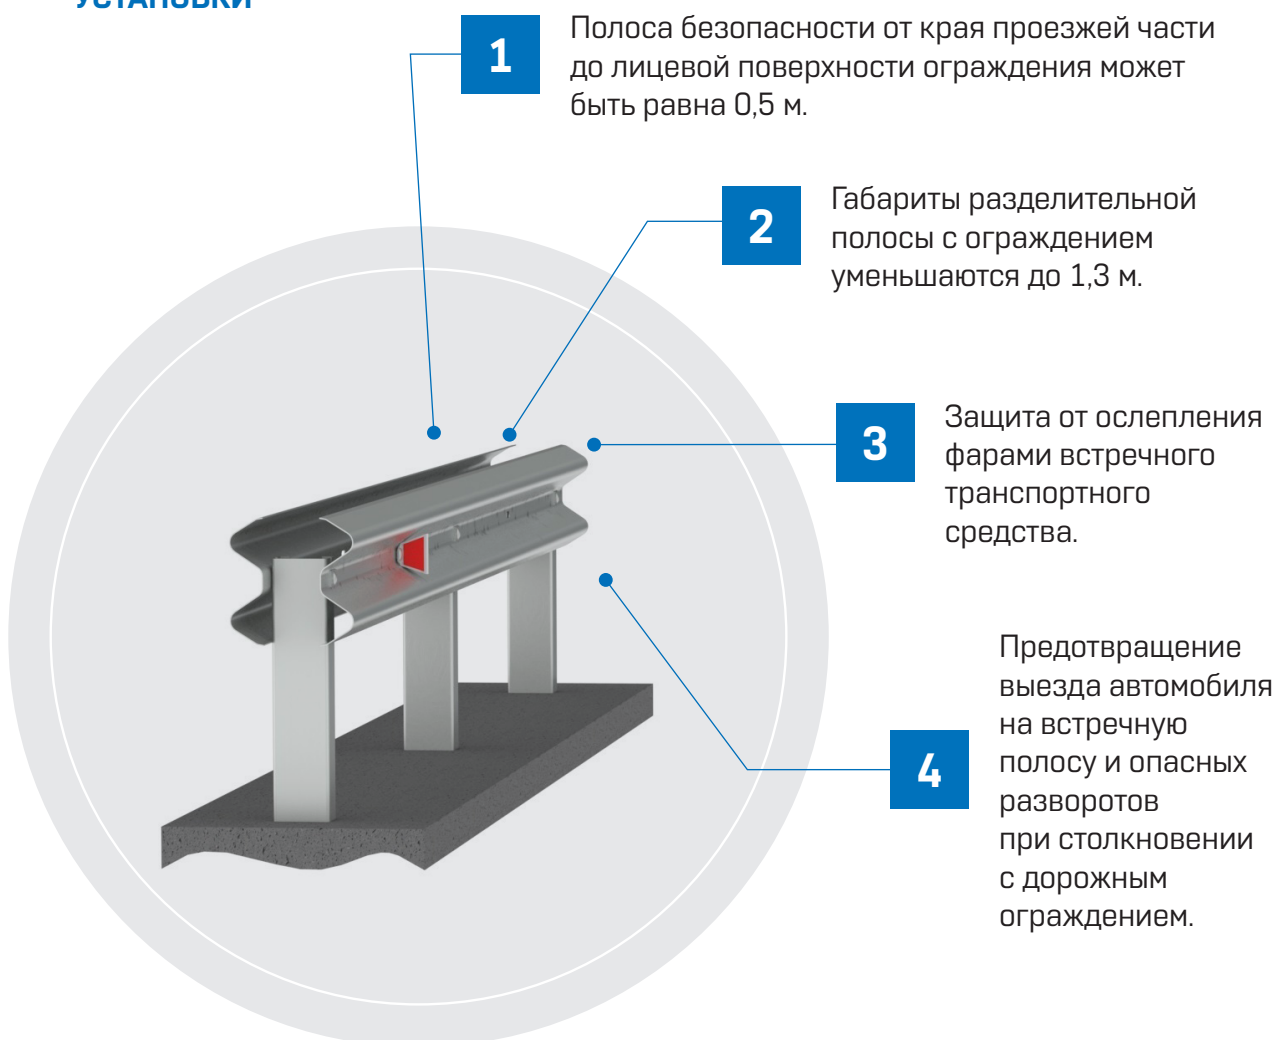 УСТАНОВКИ
1
Полоса безопасности от края проезжей части
до лицевой поверхности ограждения может
быть равна 0,5 м.
2
Габариты разделительной
полосы с ограждением
уменьшаются до 1,3 м.
3
Защита от ослепления
фарами встречного
транспортного
средства.
4
Предотвращение
выезда автомобиля
на встречную
полосу и опасных
разворотов
при столкновении
с дорожным
ограждением.